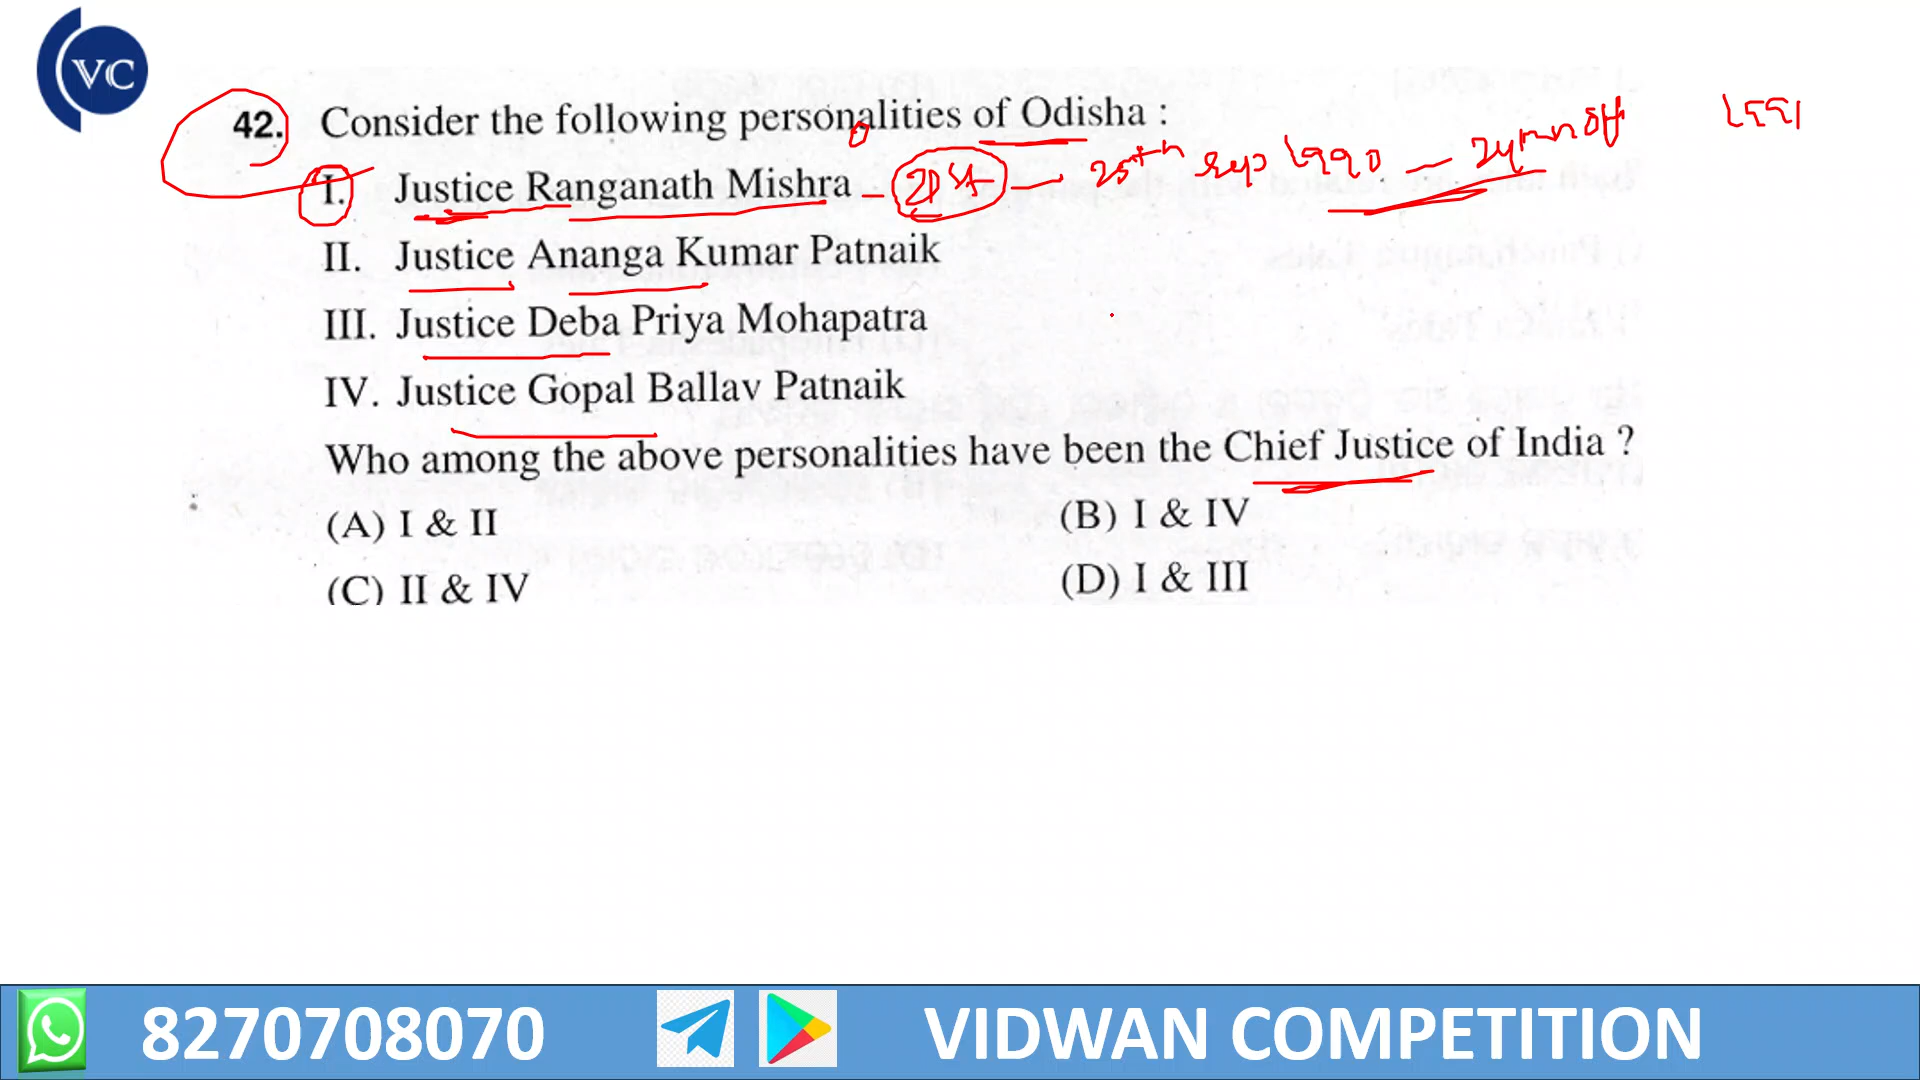 VC
42. Consider the following personalities of Odisha :
I. Justice Ranganath Mishra - 21st - 25th Sep 1990 - 24 1991
II. Justice Ananga Kumar Patnaik
III. Justice Deba Priya Mohapatra
IV. Justice Gopal Ballav Patnaik
Who among the above personalities have been the Chief Justice of India ?
(A) I & II (B) I & IV
(C) II & IV (D) I & III
8270708070 VIDWAN COMPETITION